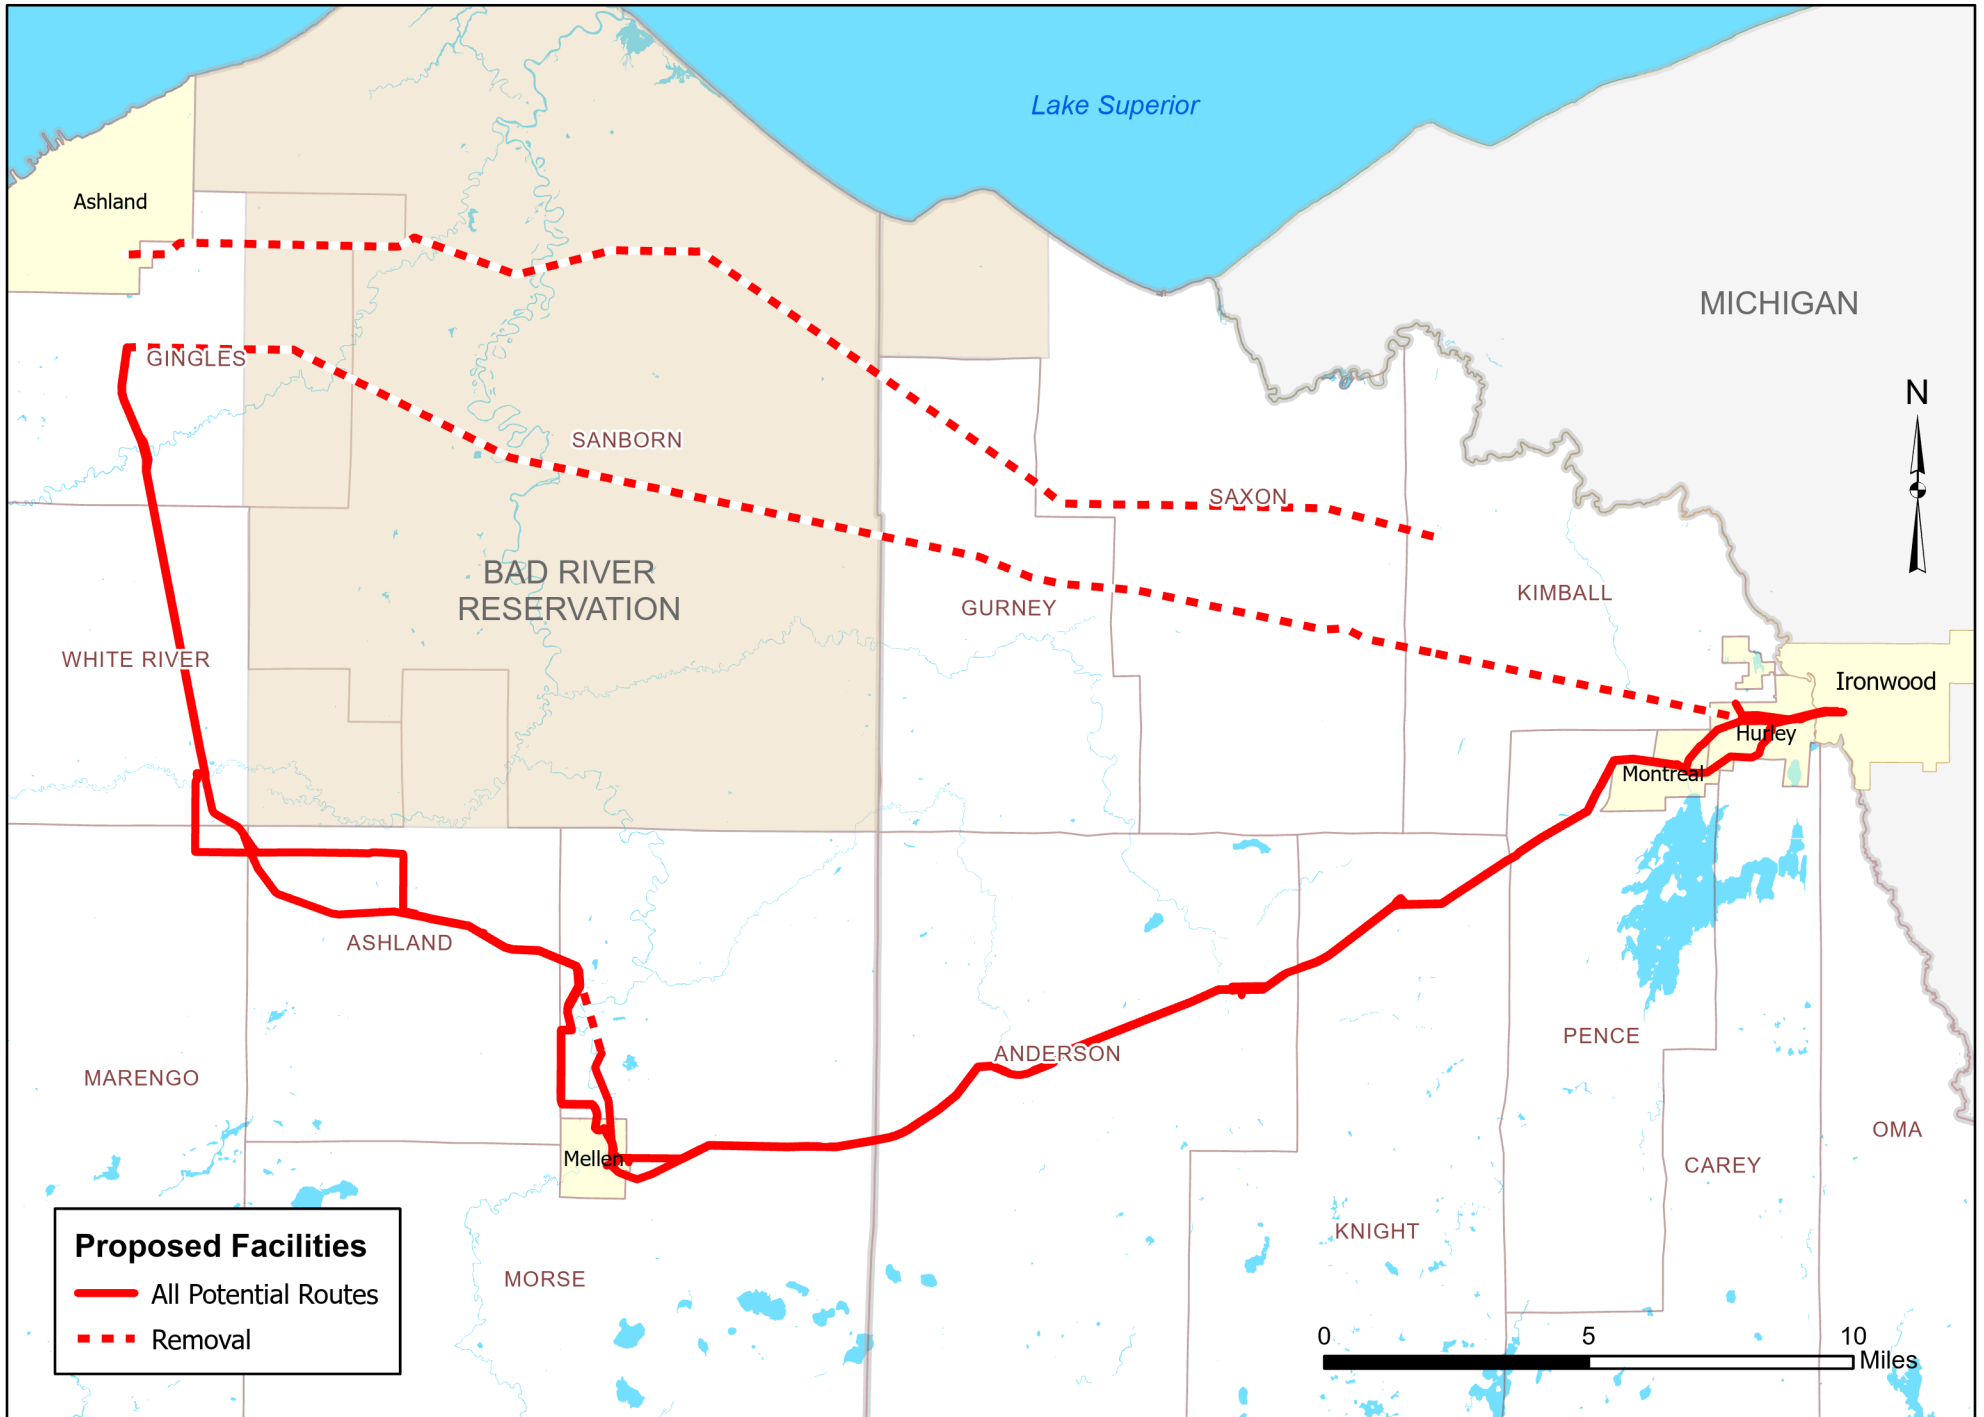 Lake Superior
Ashland
MICHIGAN
GINGLES
N
SANBORN
SAXON
BAD RIVER
RESERVATION
GURNEY
KIMBALL
WHITE RIVER
Ironwood
Hurley
Montreal
ASHLAND
PENCE
ANDERSON
MARENGO
OMA
Mellen
CAREY
KNIGHT
MORSE
Proposed Facilities
All Potential Routes
Removal
0 5 10
Miles